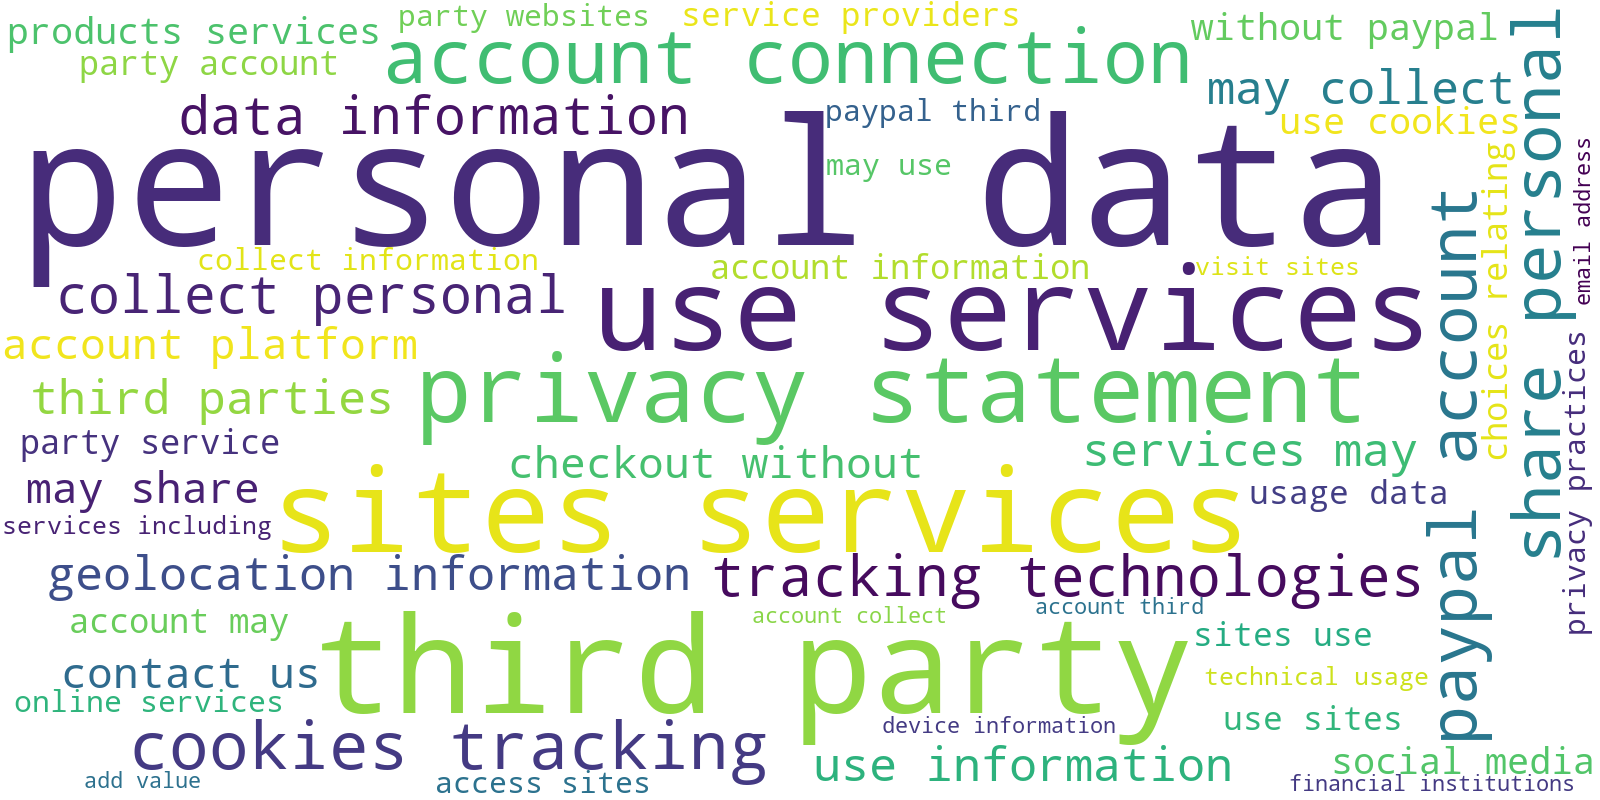 party websites
service providers
products services
without paypal
account connection
party account
may collect
data information
paypal third
use cookies
personal data
may use
collect information
account information
visit sites
collect personal
use services
account platform
privacy statement
third parties
party service
checkout without
services may
may share
sites services
usage data
services including
geolocation information
tracking technologies
account may
account collect
account third
third party
sites use
contact us
technical usage
online services
cookies tracking
device information
use sites
use information
social media
add value
access sites
financial institutions
paypal account
choices relating
share personal
email address
privacy practices